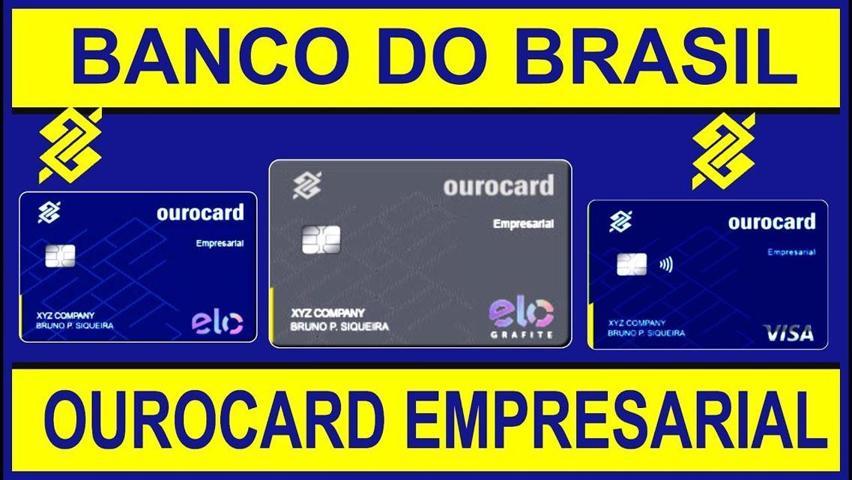 BANCO DO BRASIL
ourocard
Empresarial
XYZ COMPANY
BRUNO P. SIQUEIRA
elo
ourocard
Empresarial
XYZ COMPANY
BRUNO P. SIQUEIRA
elo
GRAFITE
ourocard
Empresarial
XYZ COMPANY
BRUNO P. SIQUEIRA
VISA
OUROCARD EMPRESARIAL